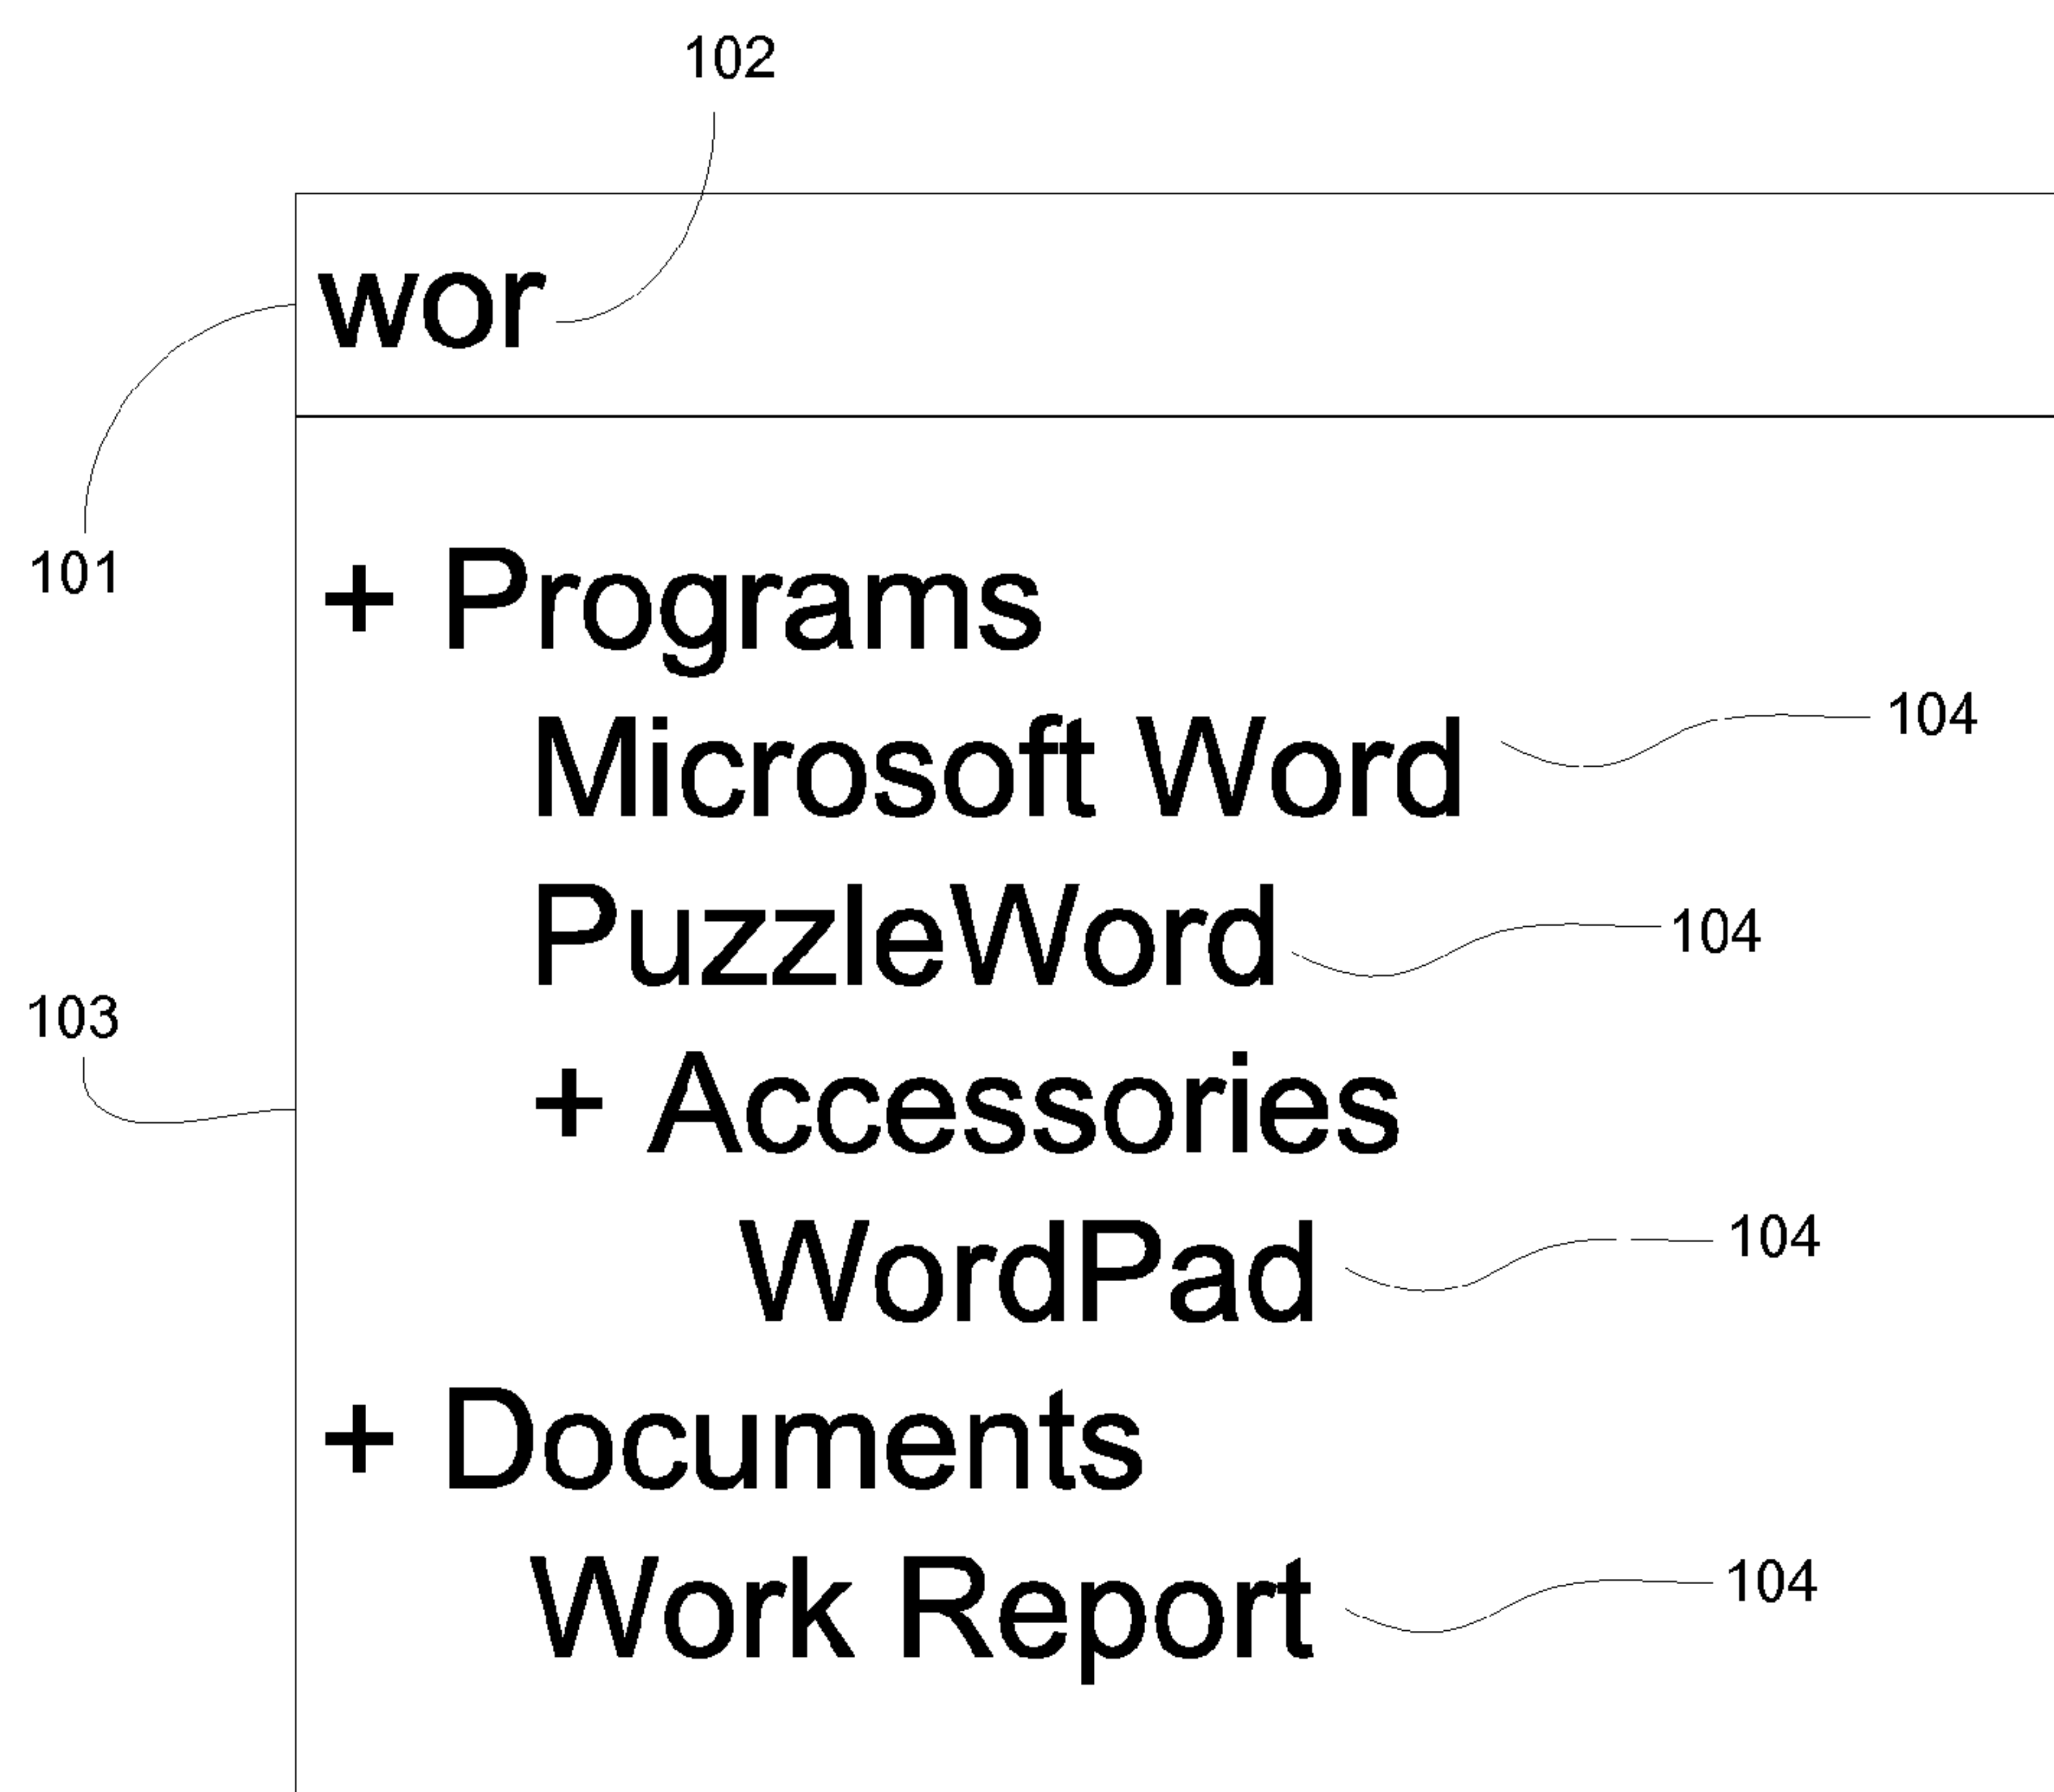 102
wor
101
+ Programs
Microsoft Word 104
PuzzleWord 104
103
+ Accessories
WordPad 104
+ Documents
Work Report 104